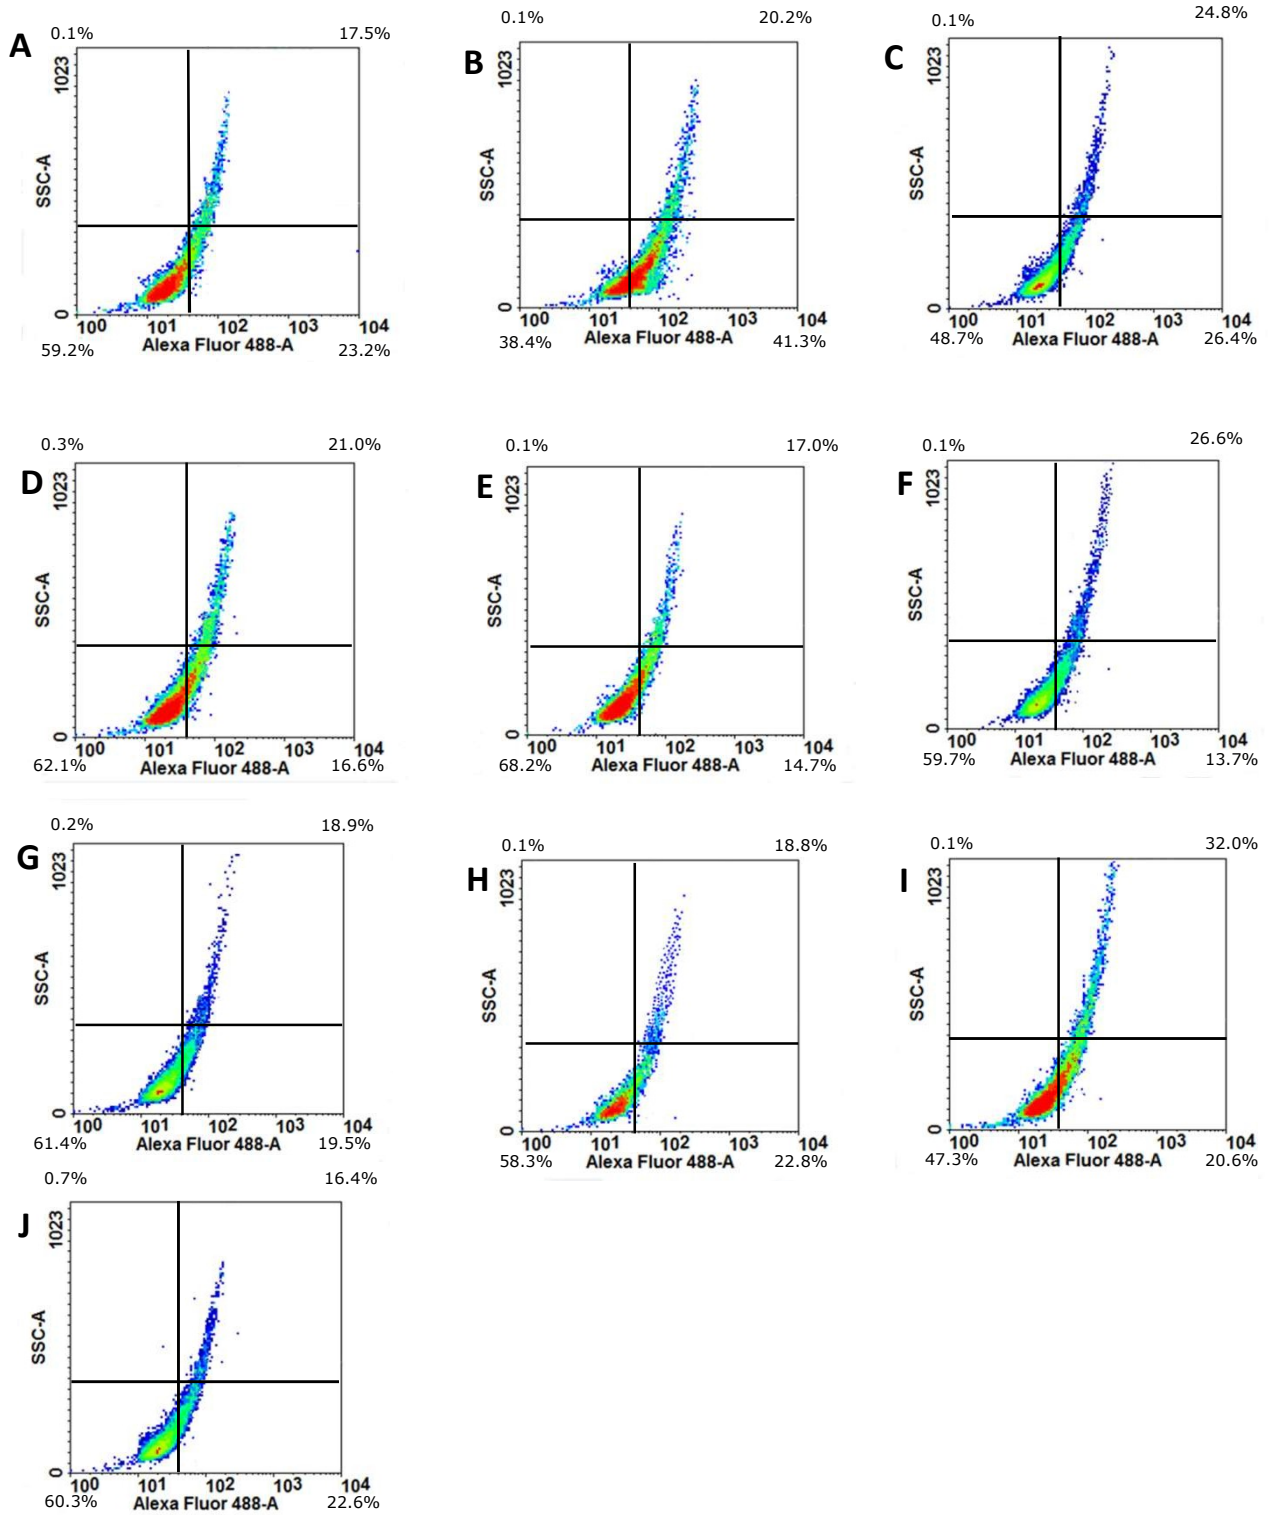 0.1% 17.5%
A
1023
SSC-A
0
100 101 102 103 104
59.2% Alexa Fluor 488-A 23.2%
0.1% 20.2%
B
1023
SSC-A
0
100 101 102 103 104
38.4% Alexa Fluor 488-A 41.3%
0.1% 24.8%
C
1023
SSC-A
0
100 101 102 103 104
48.7% Alexa Fluor 488-A 26.4%
0.3% 21.0%
D
1023
SSC-A
0
100 101 102 103 104
62.1% Alexa Fluor 488-A 16.6%
0.1% 17.0%
E
1023
SSC-A
0
100 101 102 103 104
68.2% Alexa Fluor 488-A 14.7%
0.1% 26.6%
F
1023
SSC-A
0
100 101 102 103 104
59.7% Alexa Fluor 488-A 13.7%
0.2% 18.9%
G
1023
SSC-A
0
100 101 102 103 104
61.4% Alexa Fluor 488-A 19.5%
0.1% 18.8%
H
1023
SSC-A
0
100 101 102 103 104
58.3% Alexa Fluor 488-A 22.8%
0.1% 32.0%
I
1023
SSC-A
0
100 101 102 103 104
47.3% Alexa Fluor 488-A 20.6%
0.7% 16.4%
J
1023
SSC-A
0
100 101 102 103 104
60.3% Alexa Fluor 488-A 22.6%